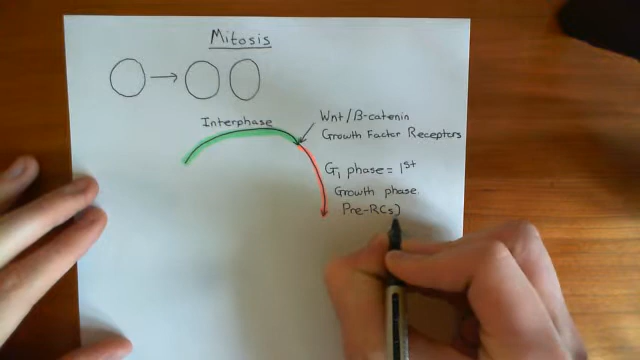 Mitosis
Interphase
Wnt/β-catenin
Growth Factor Receptors
G₁ phase = 1st
Growth phase.
Pre-RCs)